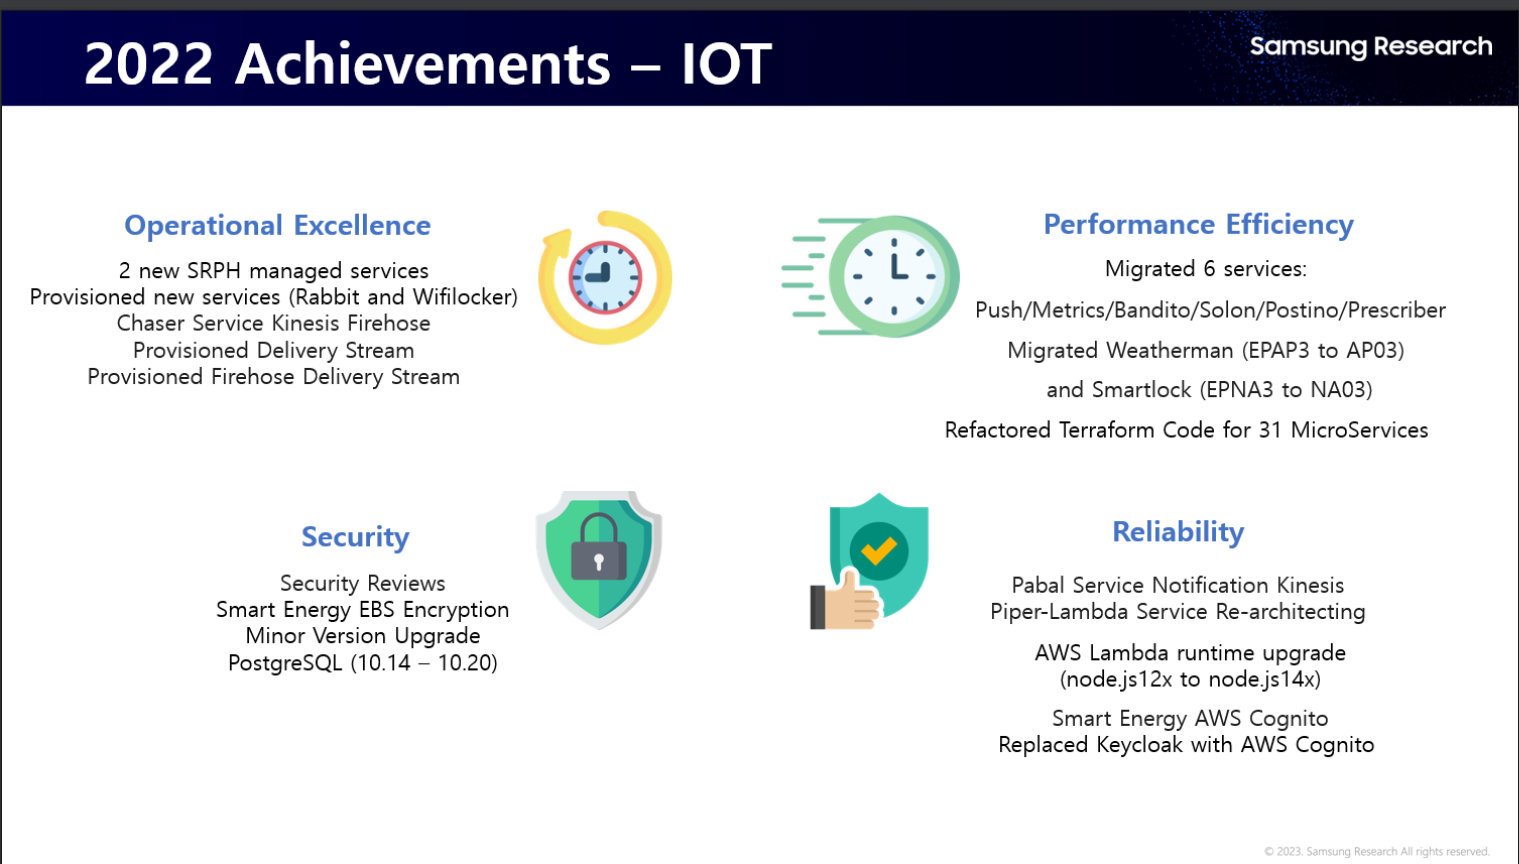 2022 Achievements – IOT
Samsung Research
Operational Excellence
2 new SRPH managed services
Provisioned new services (Rabbit and Wifilocker)
Chaser Service Kinesis Firehose
Provisioned Delivery Stream
Provisioned Firehose Delivery Stream
Performance Efficiency
Migrated 6 services:
Push/Metrics/Bandito/Solon/Postino/Prescriber
Migrated Weatherman (EPAP3 to AP03)
and Smartlock (EPNA3 to NA03)
Refactored Terraform Code for 31 MicroServices
Security
Security Reviews
Smart Energy EBS Encryption
Minor Version Upgrade
PostgreSQL (10.14 – 10.20)
Reliability
Pabal Service Notification Kinesis
Piper-Lambda Service Re-architecting
AWS Lambda runtime upgrade
(node.js12x to node.js14x)
Smart Energy AWS Cognito
Replaced Keycloak with AWS Cognito
© 2023. Samsung Research All rights reserved.